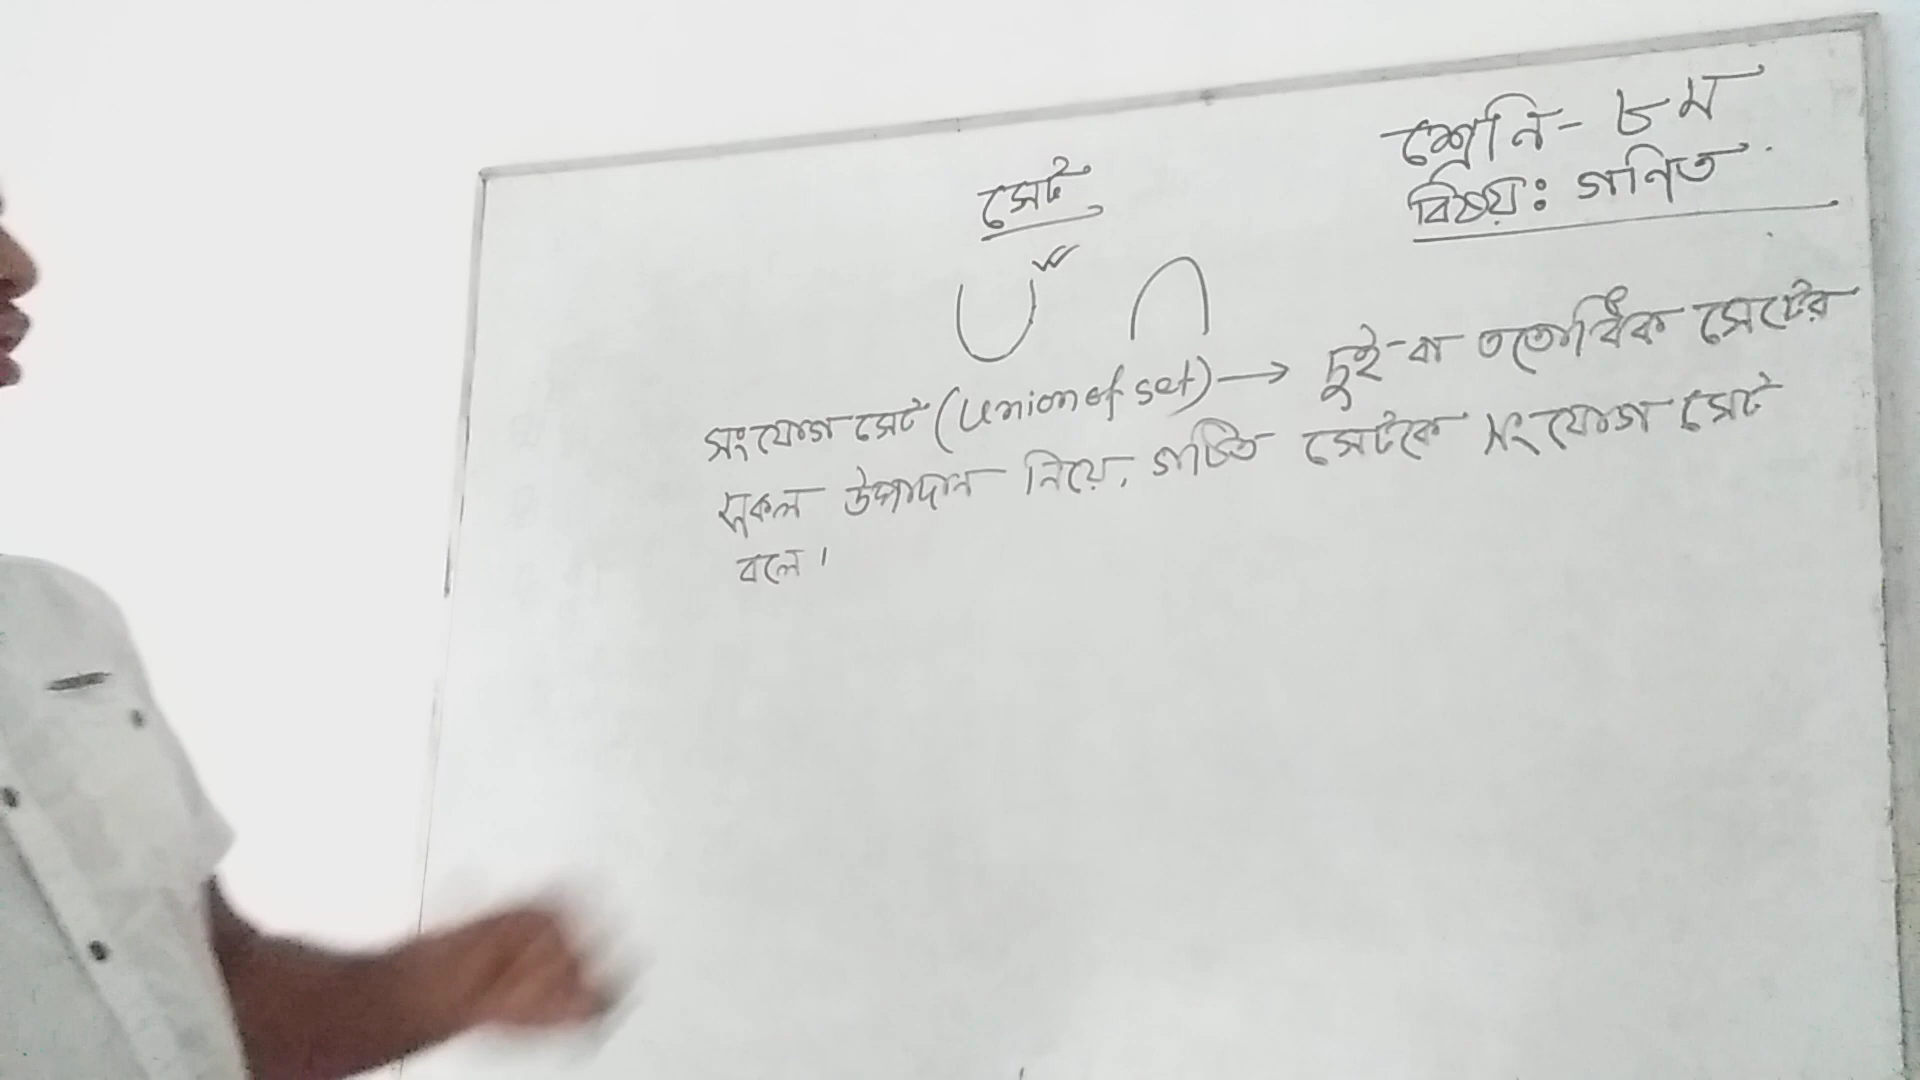 শ্রেনি- ৮ম
বিষয়ঃ গনিত
সেট
∪ ∩
সংযোগ সেট (Union of set) → দুই বা ততোধিক সেটের
সকল উপাদান নিয়ে, গঠিত সেটকে সংযোগ সেট
বলে।